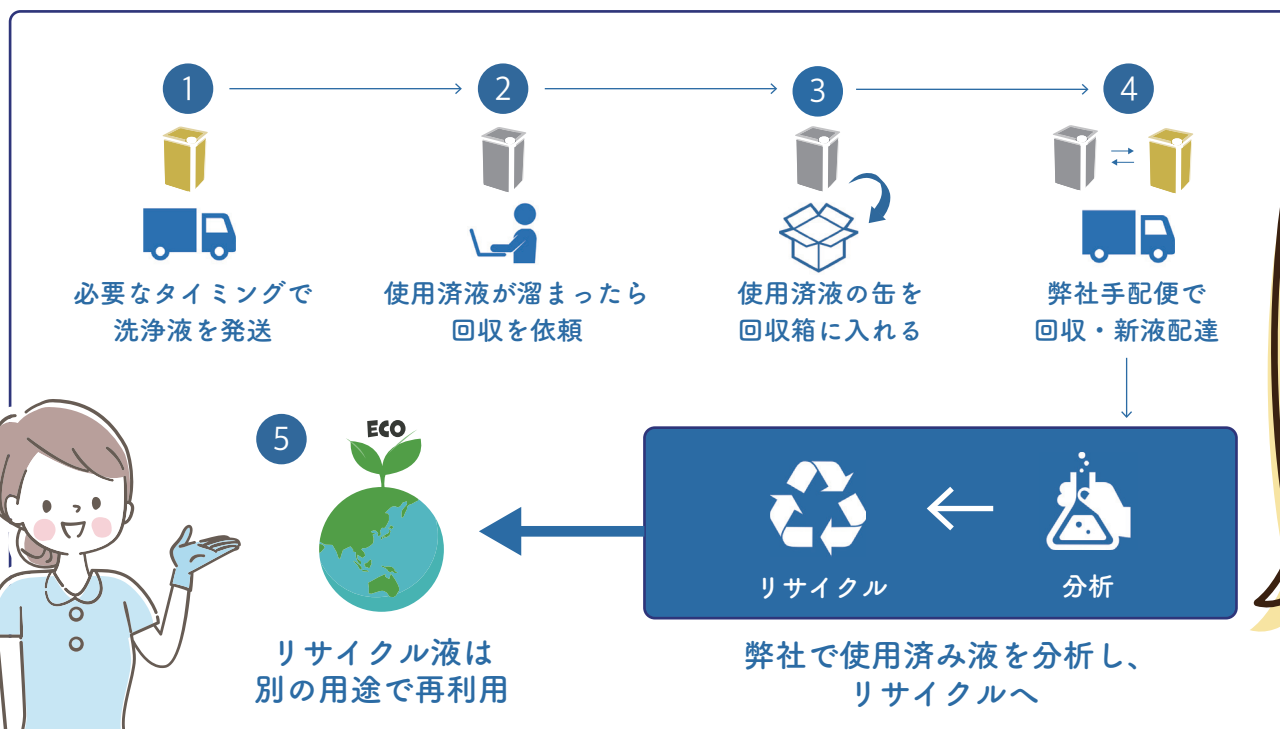 1
必要なタイミングで
洗浄液を発送
2
使用済液が溜まったら
回収を依頼
3
使用済液の缶を
回収箱に入れる
4
弊社手配便で
回収・新液配達
分析
リサイクル
弊社で使用済み液を分析し、
リサイクルへ
5
ECO
リサイクル液は
別の用途で再利用